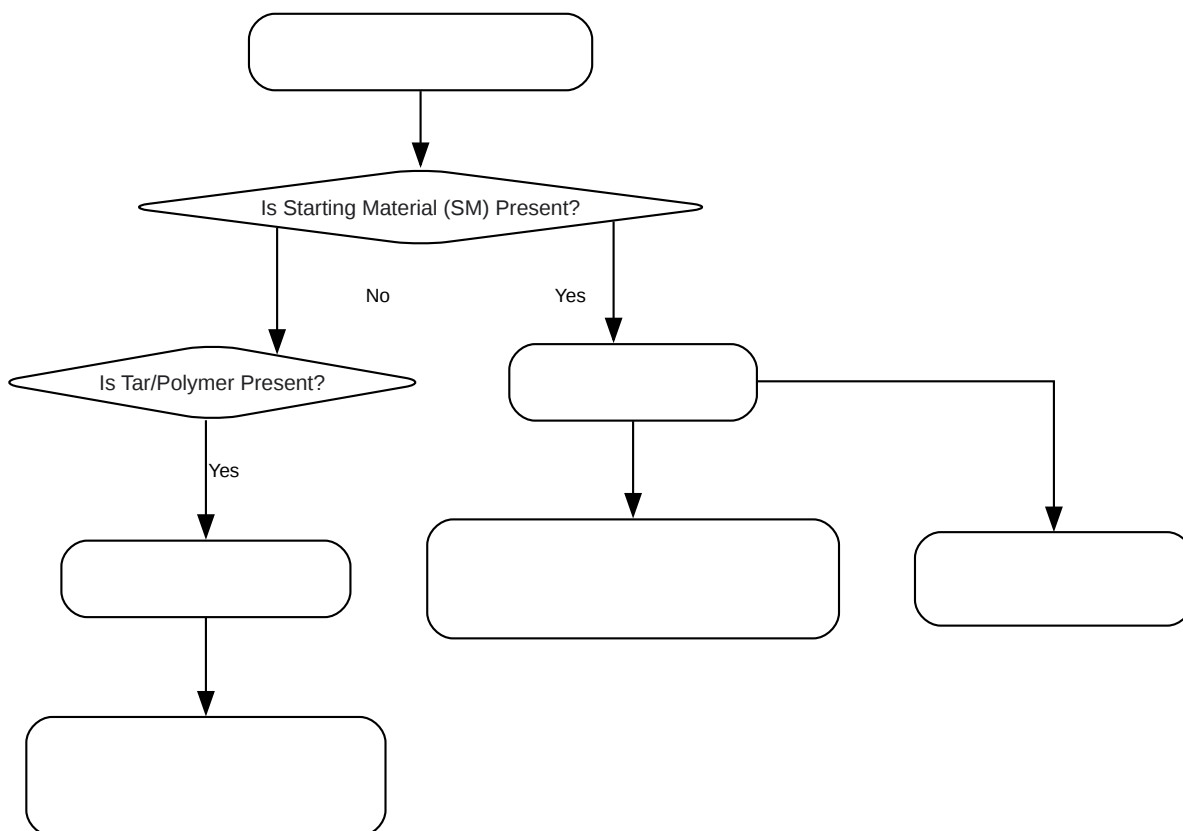 Is Starting Material (SM) Present?
No
Yes
Is Tar/Polymer Present?
Yes